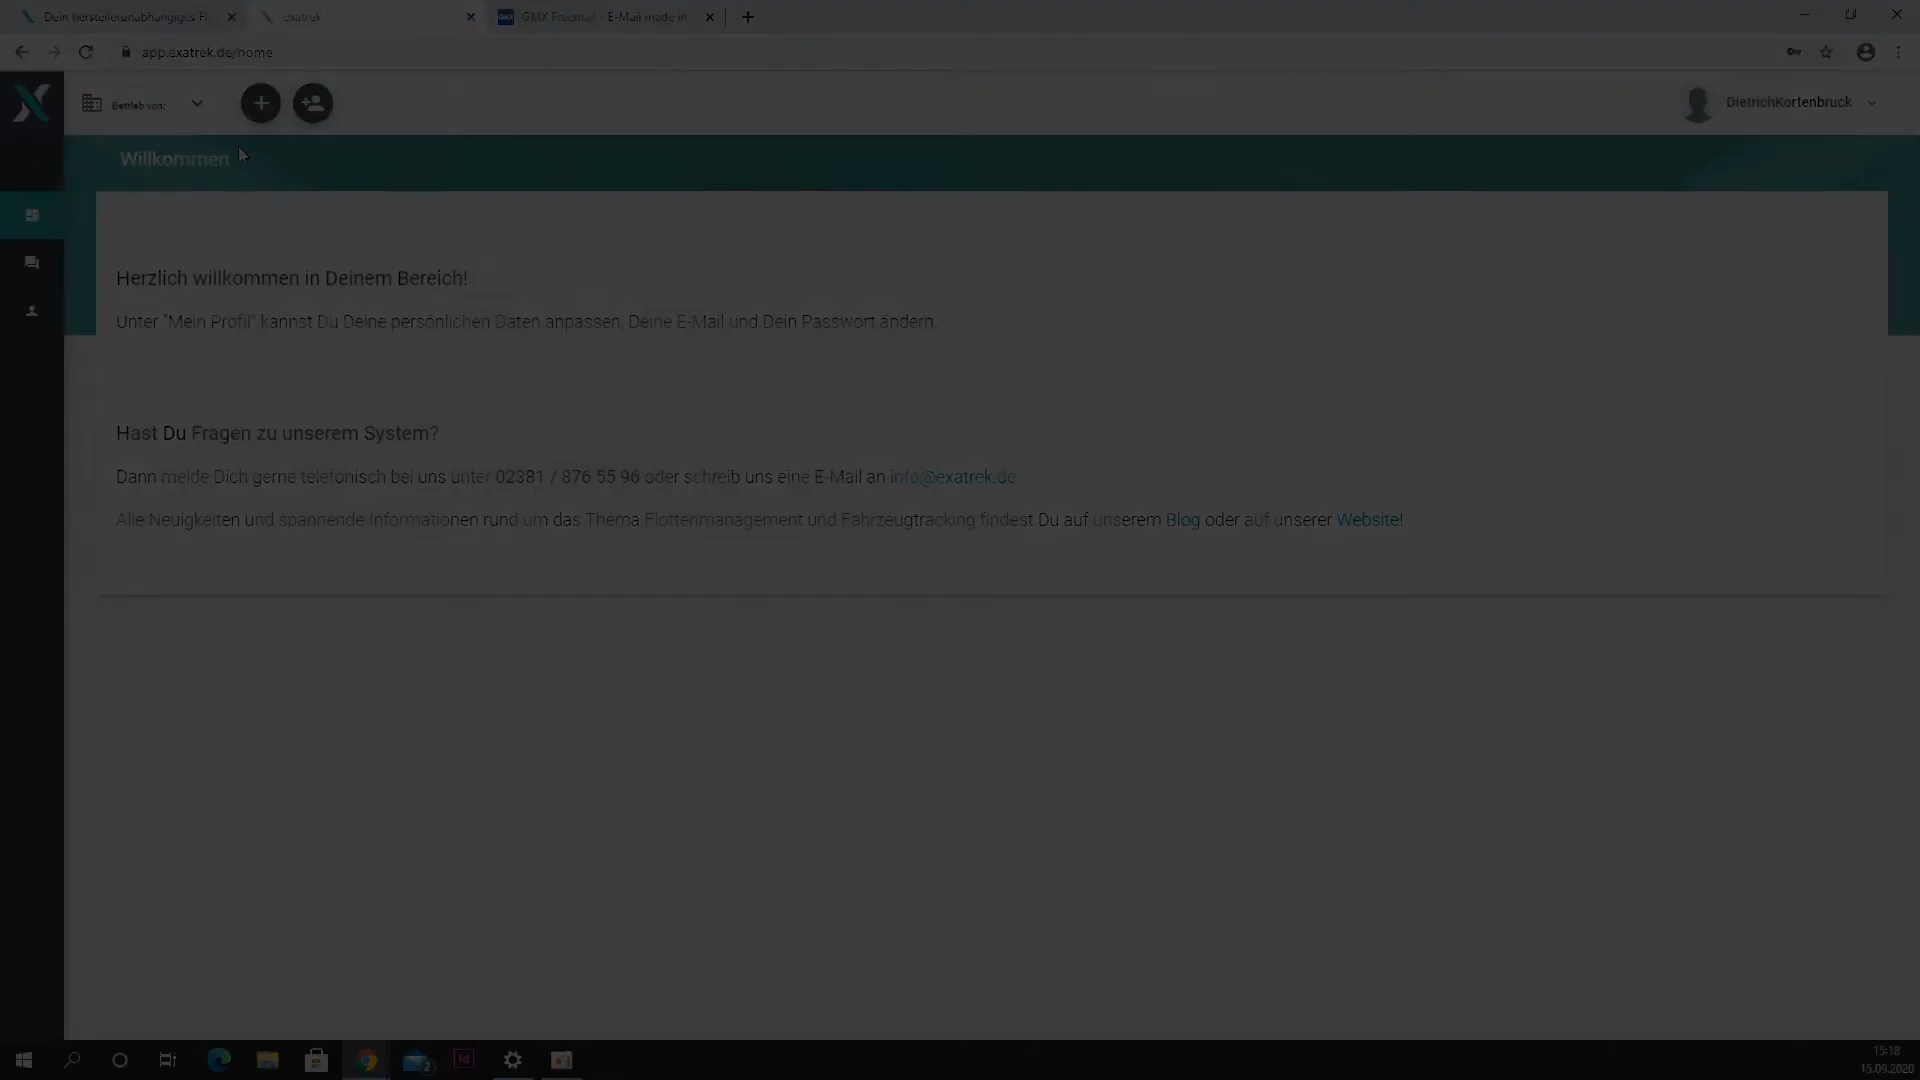 Dein herstellerunabhängiges Fl
exatrek
GMX Freemail - E-Mail made in
app.exatrek.de/home
Betrieb von:
DietrichKortenbruck
Willkommen
Herzlich willkommen in Deinem Bereich!
Unter "Mein Profil" kannst Du Deine persönlichen Daten anpassen, Deine E-Mail und Dein Passwort ändern.
Hast Du Fragen zu unserem System?
Dann melde Dich gerne telefonisch bei uns unter 02381 / 876 55 96 oder schreib uns eine E-Mail an info@exatrek.de
Alle Neuigkeiten und spannende Informationen rund um das Thema Flottenmanagement und Fahrzeugtracking findest Du auf unserem Blog oder auf unserer Website!
2
Id
15:18
15.09.2020